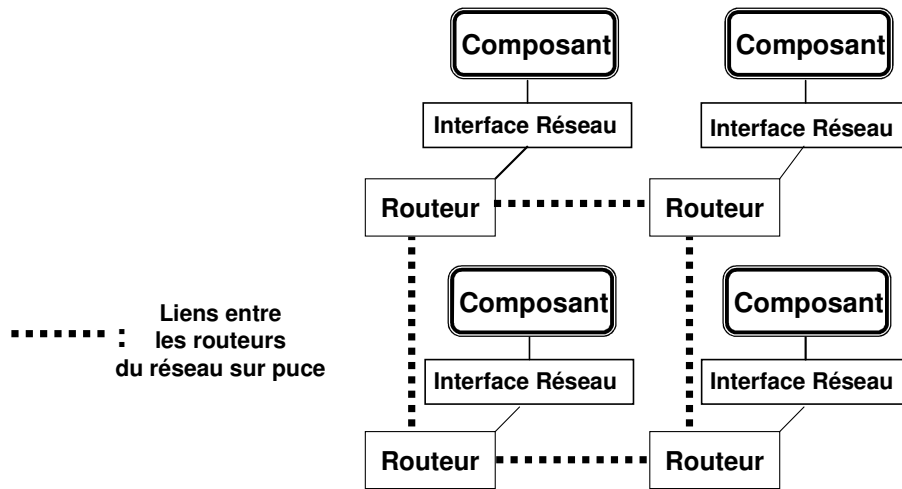 Composant
Composant
Interface Réseau
Interface Réseau
Routeur
Routeur
Composant
Composant
: Liens entre
les routeurs
du réseau sur puce
Interface Réseau
Interface Réseau
Routeur
Routeur